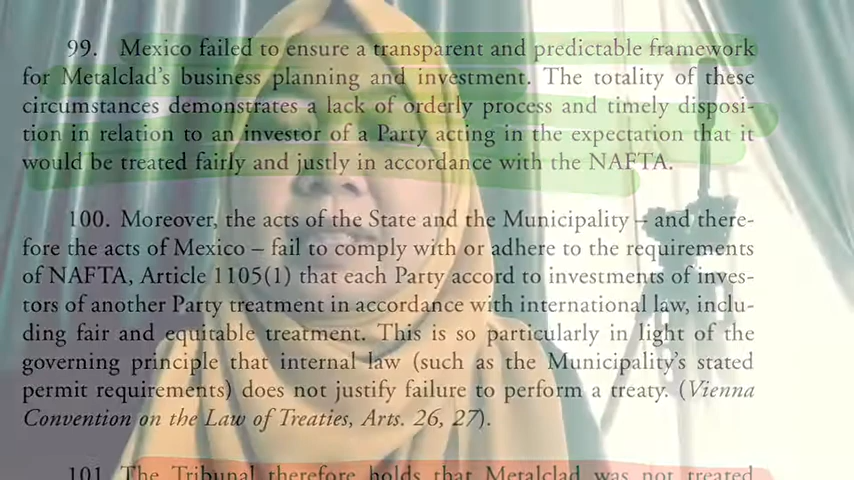 99. Mexico failed to ensure a transparent and predictable framework
for Metalclad's business planning and investment. The totality of these
circumstances demonstrates a lack of orderly process and timely disposi-
tion in relation to an investor of a Party acting in the expectation that it
would be treated fairly and justly in accordance with the NAFTA.
100. Moreover, the acts of the State and the Municipality – and there-
fore the acts of Mexico – fail to comply with or adhere to the requirements
of NAFTA, Article 1105(1) that each Party accord to investments of inves-
tors of another Party treatment in accordance with international law, inclu-
ding fair and equitable treatment. This is so particularly in light of the
governing principle that internal law (such as the Municipality's stated
permit requirements) does not justify failure to perform a treaty. (Vienna
Convention on the Law of Treaties, Arts. 26, 27).
101. The Tribunal therefore holds that Metalclad was not treated